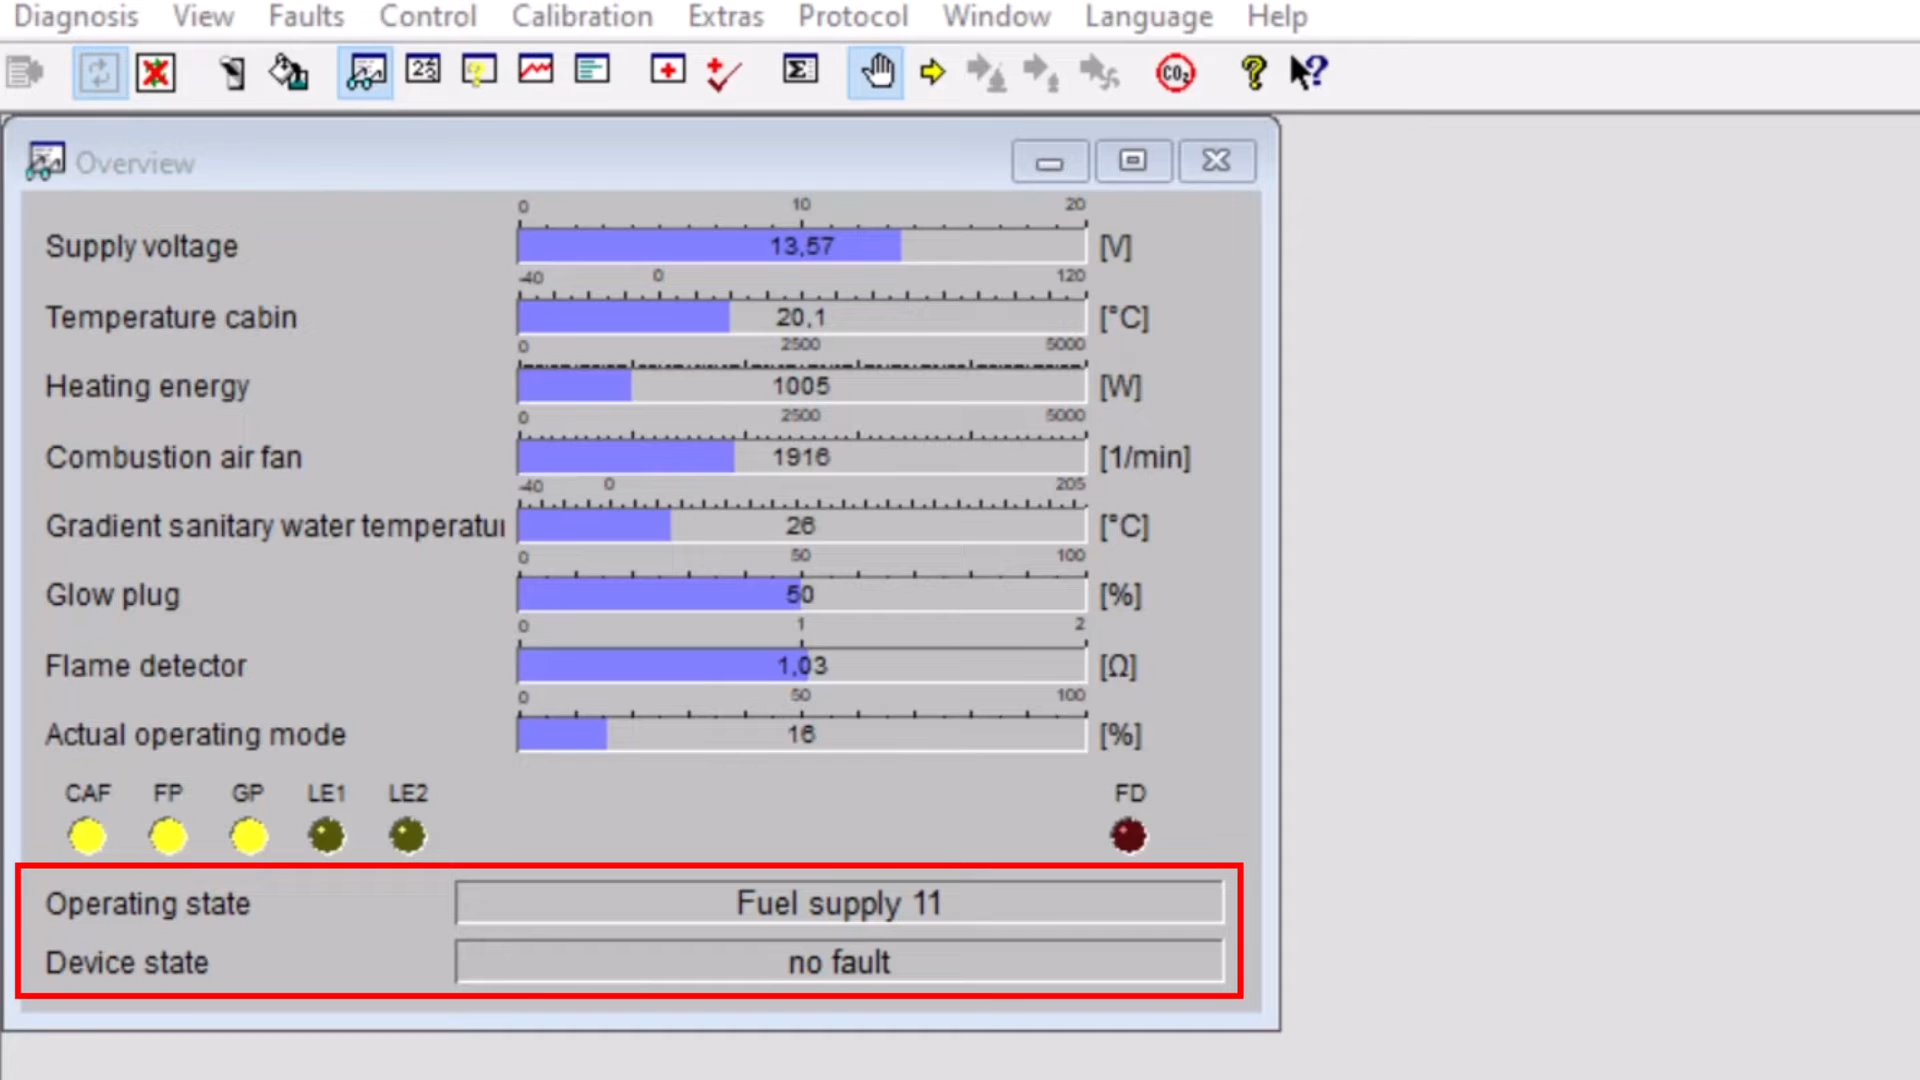 Diagnosis View Faults Control Calibration Extras Protocol Window Language Help
CO2
Overview
0 10 20
Supply voltage 13,57 [V]
-40 0 120
Temperature cabin 20,1 [°C]
0 2500 5000
Heating energy 1005 [W]
0 2500 5000
Combustion air fan 1916 [1/min]
-40 0 205
Gradient sanitary water temperatur 26 [°C]
0 50 100
Glow plug 50 [%]
0 1 2
Flame detector 1,03 [Ω]
0 50 100
Actual operating mode 16 [%]
CAF FP GP LE1 LE2 FD
Operating state Fuel supply 11
Device state no fault